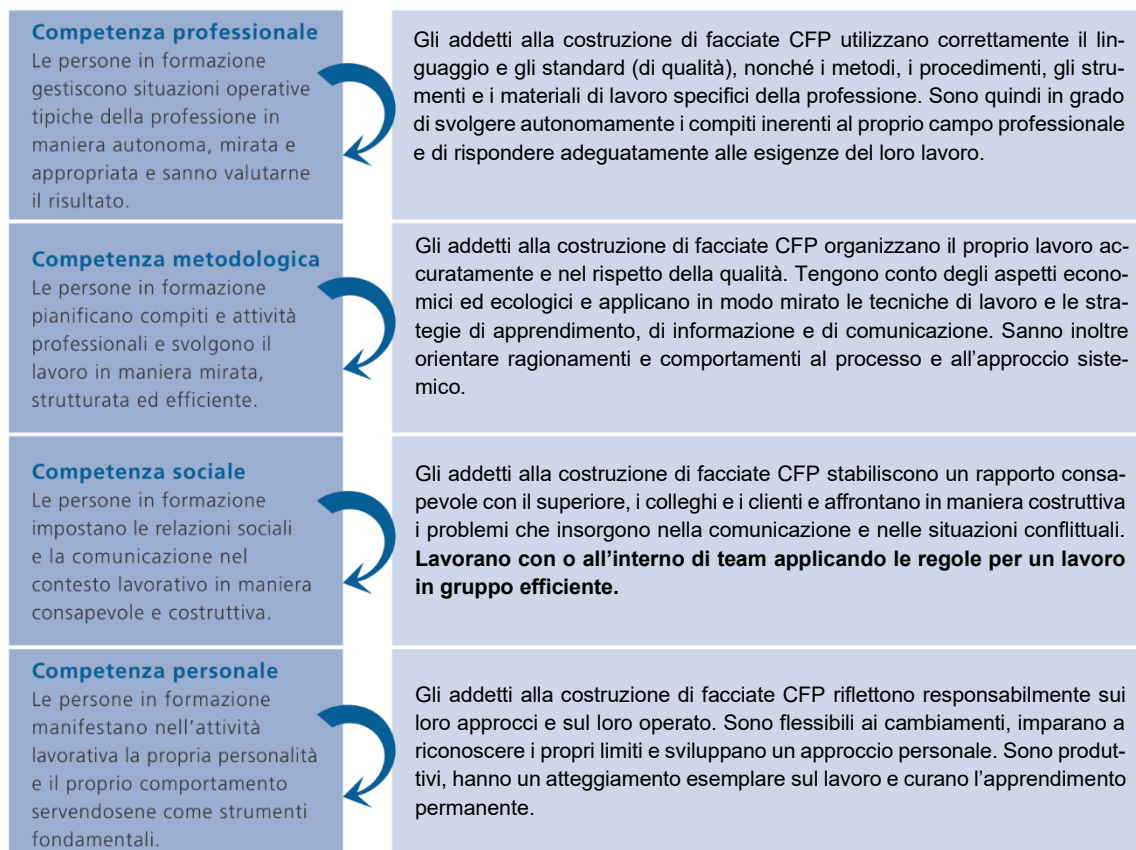 Competenza professionale
Le persone in formazione
gestiscono situazioni operative
tipiche della professione in
maniera autonoma, mirata e
appropriata e sanno valutarne
il risultato.
Gli addetti alla costruzione di facciate CFP utilizzano correttamente il lin-
guaggio e gli standard (di qualità), nonché i metodi, i procedimenti, gli stru-
menti e i materiali di lavoro specifici della professione. Sono quindi in grado
di svolgere autonomamente i compiti inerenti al proprio campo professionale
e di rispondere adeguatamente alle esigenze del loro lavoro.
Competenza metodologica
Le persone in formazione
pianificano compiti e attività
professionali e svolgono il
lavoro in maniera mirata,
strutturata ed efficiente.
Gli addetti alla costruzione di facciate CFP organizzano il proprio lavoro ac-
curatamente e nel rispetto della qualità. Tengono conto degli aspetti econo-
mici ed ecologici e applicano in modo mirato le tecniche di lavoro e le stra-
tegie di apprendimento, di informazione e di comunicazione. Sanno inoltre
orientare ragionamenti e comportamenti al processo e all'approccio siste-
mico.
Competenza sociale
Le persone in formazione
impostano le relazioni sociali
e la comunicazione nel
contesto lavorativo in maniera
consapevole e costruttiva.
Gli addetti alla costruzione di facciate CFP stabiliscono un rapporto consa-
pevole con il superiore, i colleghi e i clienti e affrontano in maniera costruttiva
i problemi che insorgono nella comunicazione e nelle situazioni conflittuali.
Lavorano con o all'interno di team applicando le regole per un lavoro
in gruppo efficiente.
Competenza personale
Le persone in formazione
manifestano nell'attività
lavorativa la propria personalità
e il proprio comportamento
servendosene come strumenti
fondamentali.
Gli addetti alla costruzione di facciate CFP riflettono responsabilmente sui
loro approcci e sul loro operato. Sono flessibili ai cambiamenti, imparano a
riconoscere i propri limiti e sviluppano un approccio personale. Sono produt-
tivi, hanno un atteggiamento esemplare sul lavoro e curano l'apprendimento
permanente.